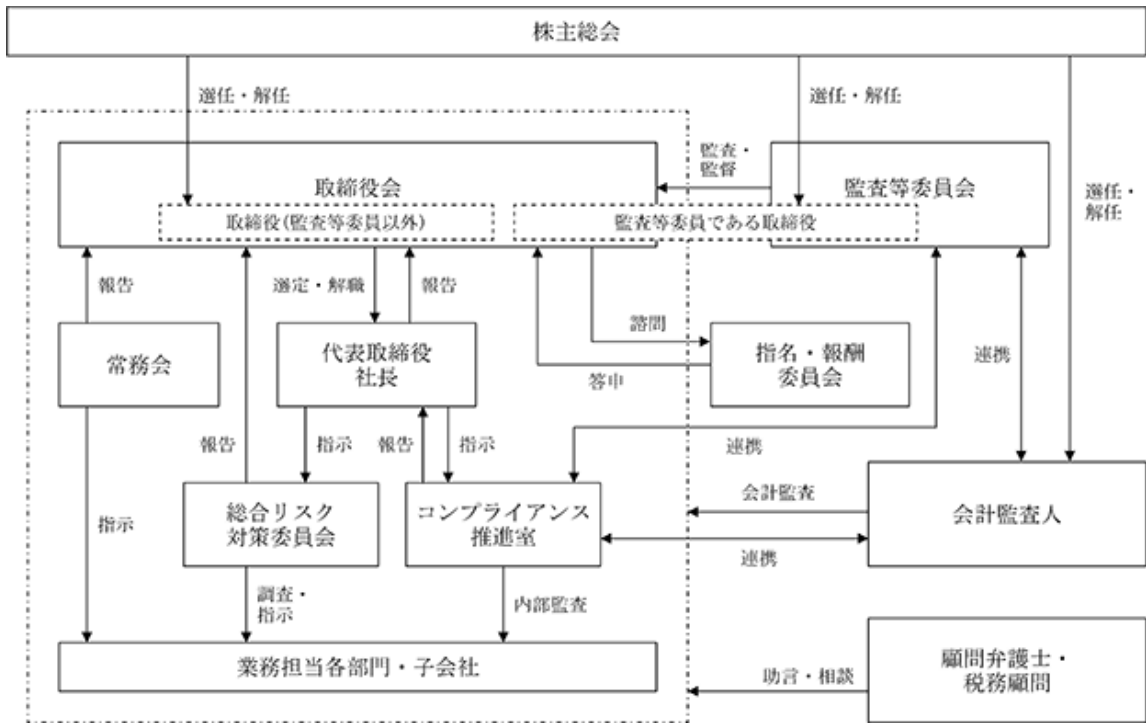 株主総会
選任・解任
選任・解任
選任・
解任
監査・
監督
取締役会
監査等委員会
取締役(監査等委員以外)
監査等委員である取締役
報告
選定・解職
報告
諮問
常務会
代表取締役
社長
指名・報酬
委員会
連携
答申
報告
指示
報告
指示
連携
総合リスク
対策委員会
コンプライアンス
推進室
会計監査
会計監査人
指示
連携
調査・
指示
内部監査
業務担当各部門・子会社
助言・相談
顧問弁護士・
税務顧問